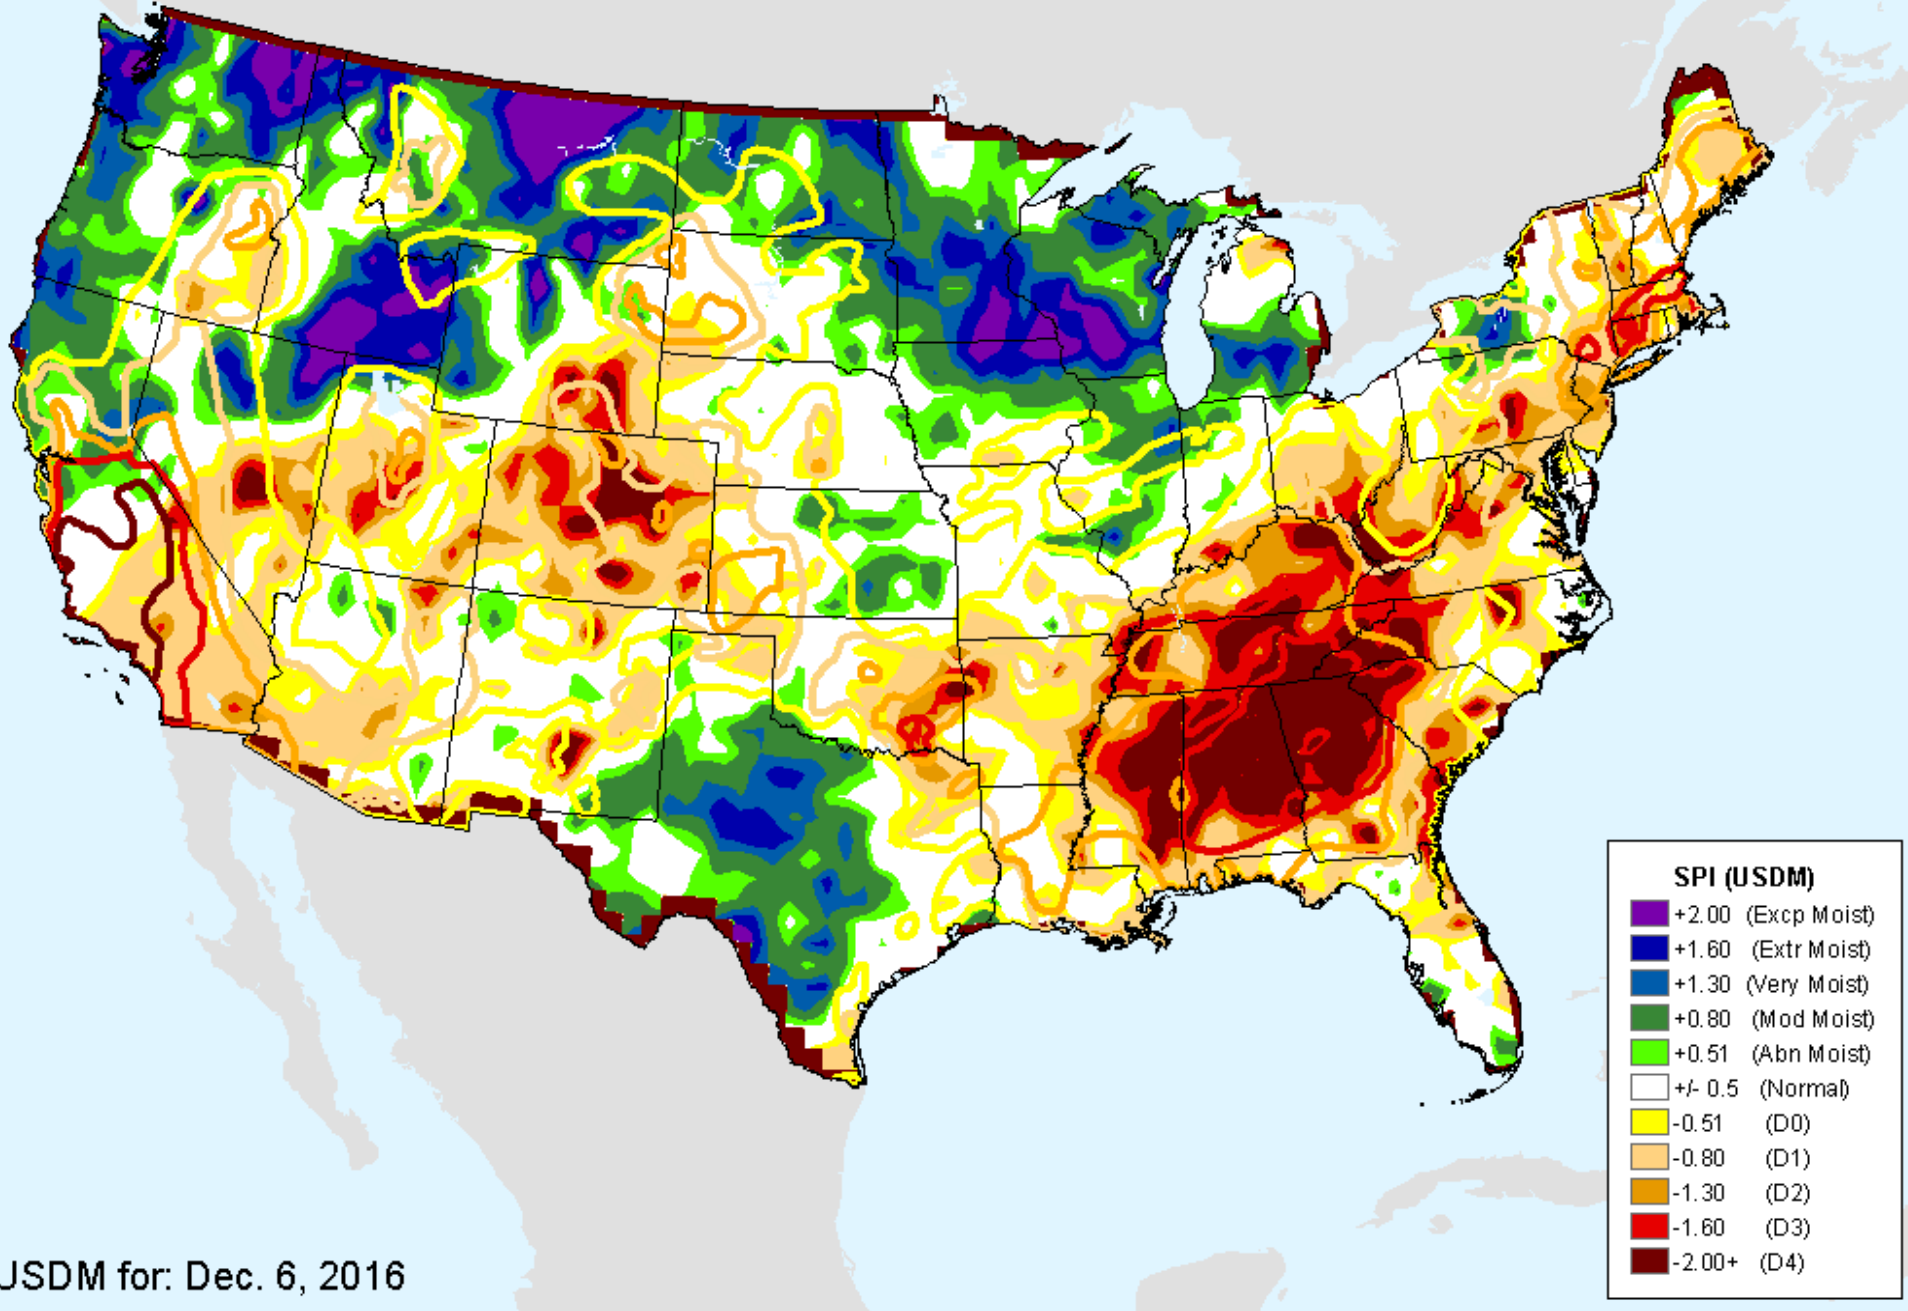 SPI (USDM)
+2.00 (Excp Moist)
+1.60 (Extr Moist)
+1.30 (Very Moist)
+0.80 (Mod Moist)
+0.51 (Abn Moist)
+/- 0.5 (Normal)
-0.51 (D0)
-0.80 (D1)
-1.30 (D2)
-1.60 (D3)
-2.00+ (D4)
USDM for: Dec. 6, 2016